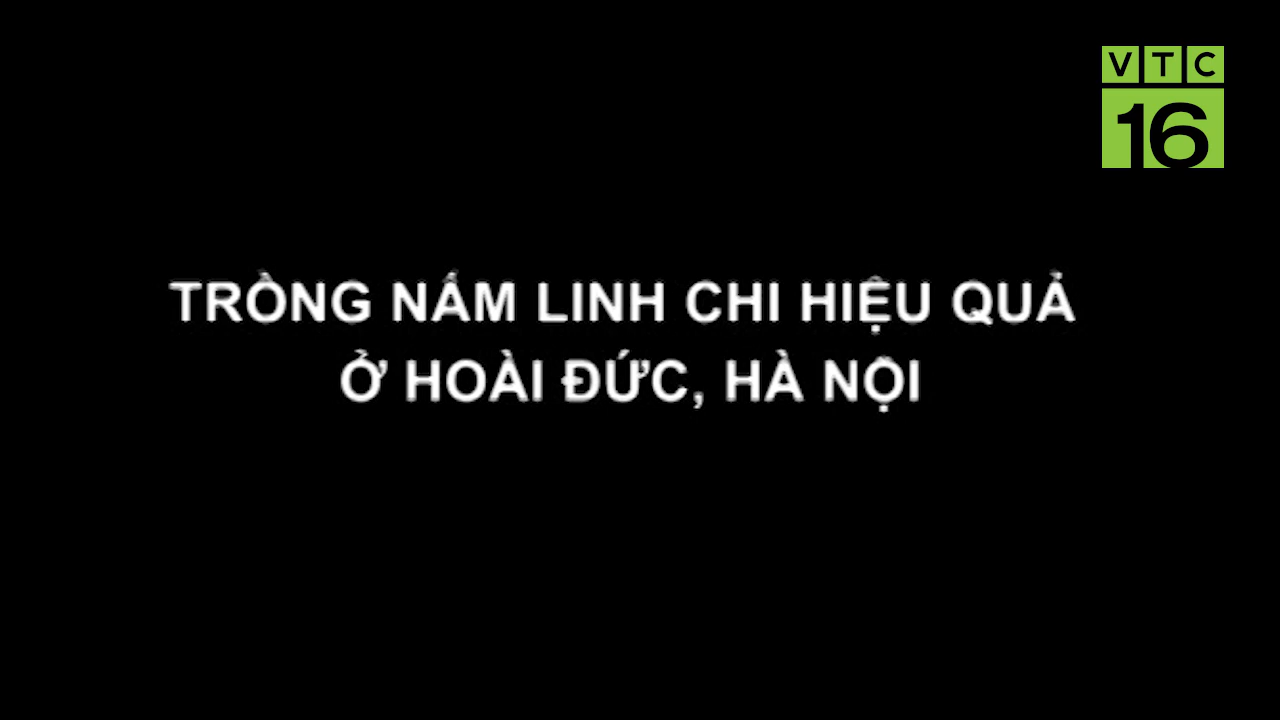 VTC
16
TRỒNG NẤM LINH CHI HIỆU QUẢ
Ở HOÀI ĐỨC, HÀ NỘI